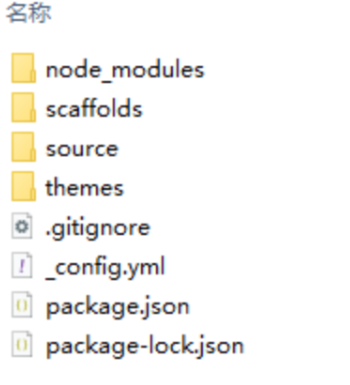 名称
node_modules
scaffolds
source
themes
.gitignore
_config.yml
package.json
package-lock.json